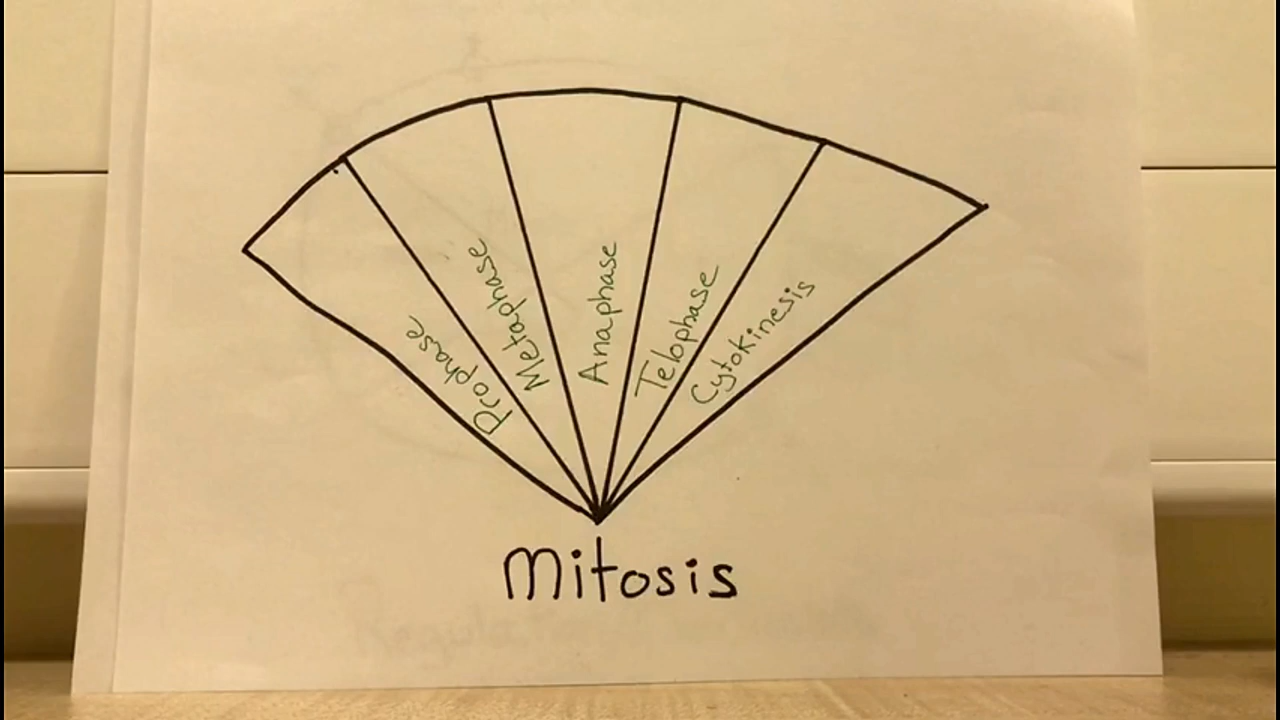 Prophase
Metaphase
Anaphase
Telophase
Cytokinesis
Mitosis